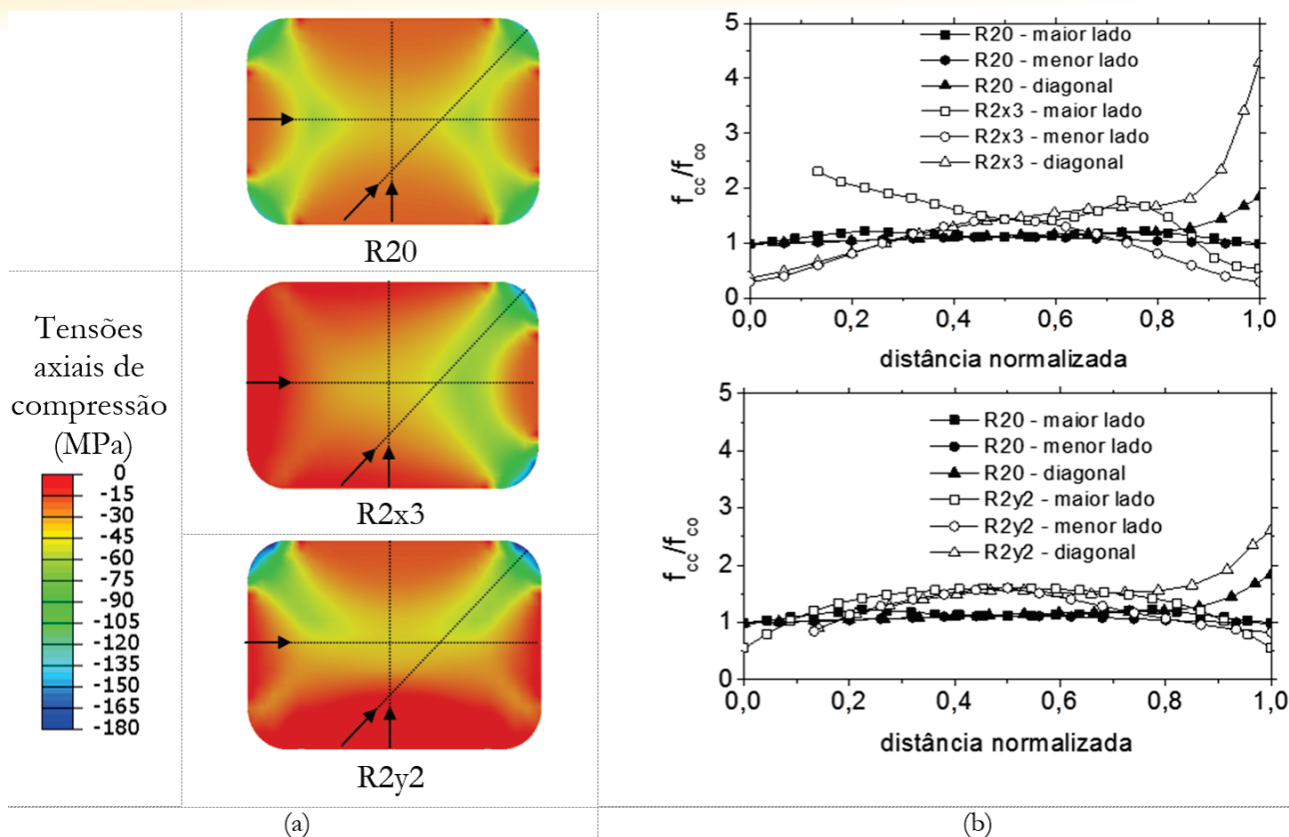 R20
R2x3
R2y2
Tensões
axiais de
compressão
(MPa)
0
-15
-30
-45
-60
-75
-90
-105
-120
-135
-150
-165
-180
(a)
5
4
3
2
1
0
f_cc/f_co
R20 - maior lado
R20 - menor lado
R20 - diagonal
R2x3 - maior lado
R2x3 - menor lado
R2x3 - diagonal
0,0 0,2 0,4 0,6 0,8 1,0
distância normalizada
5
4
3
2
1
0
f_cc/f_co
R20 - maior lado
R20 - menor lado
R20 - diagonal
R2y2 - maior lado
R2y2 - menor lado
R2y2 - diagonal
0,0 0,2 0,4 0,6 0,8 1,0
distância normalizada
(b)